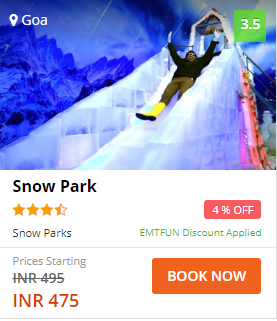 Goa
3.5
Snow Park
4 % OFF
Snow Parks
EMTFUN Discount Applied
Prices Starting
INR 495
INR 475
BOOK NOW